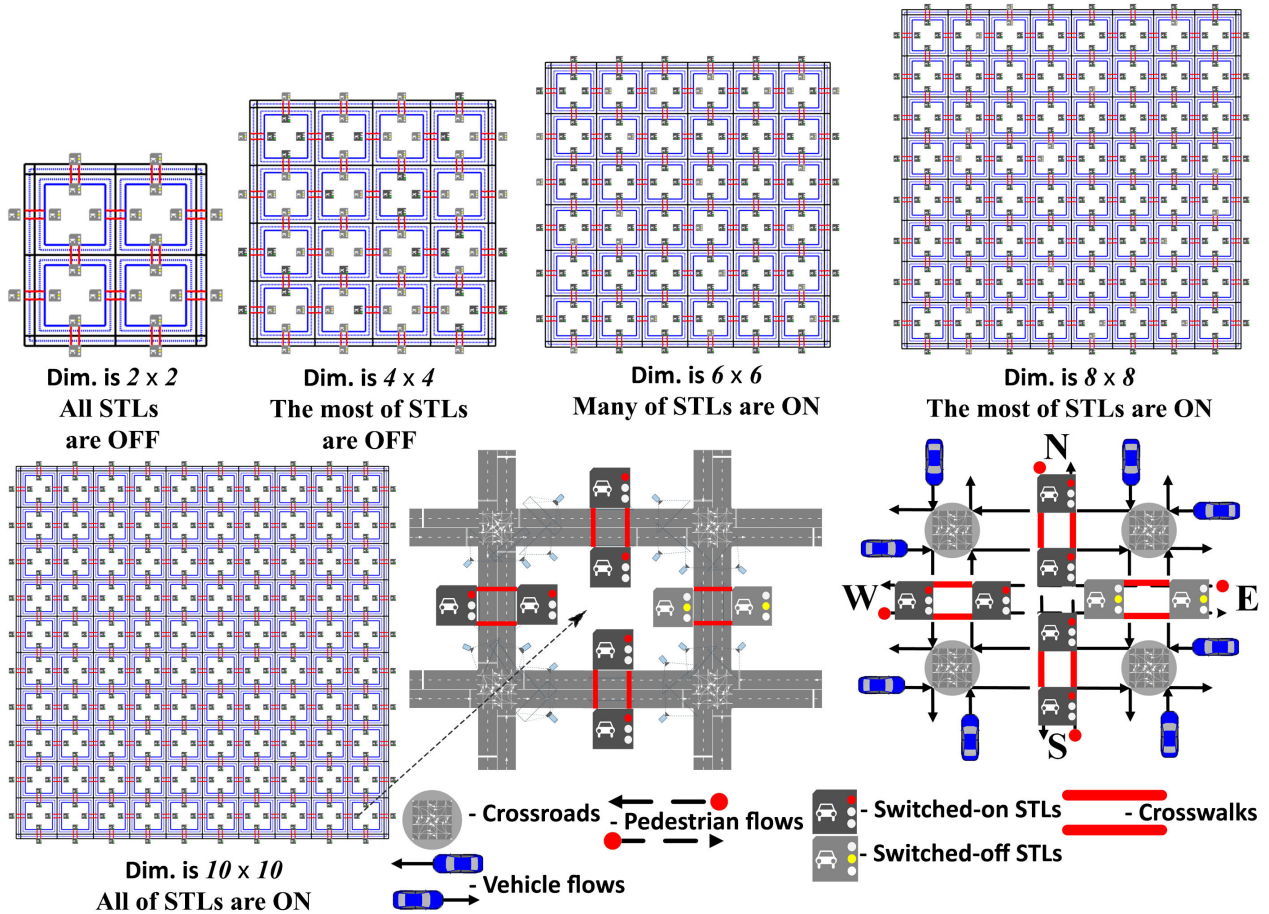 Dim. is 2 × 2
All STLs
are OFF
Dim. is 4 × 4
The most of STLs
are OFF
Dim. is 6 × 6
Many of STLs are ON
Dim. is 8 × 8
The most of STLs are ON
Dim. is 10 × 10
All of STLs are ON
N
W
E
S
- Crossroads
- Pedestrian flows
- Vehicle flows
- Switched-on STLs
- Switched-off STLs
- Crosswalks